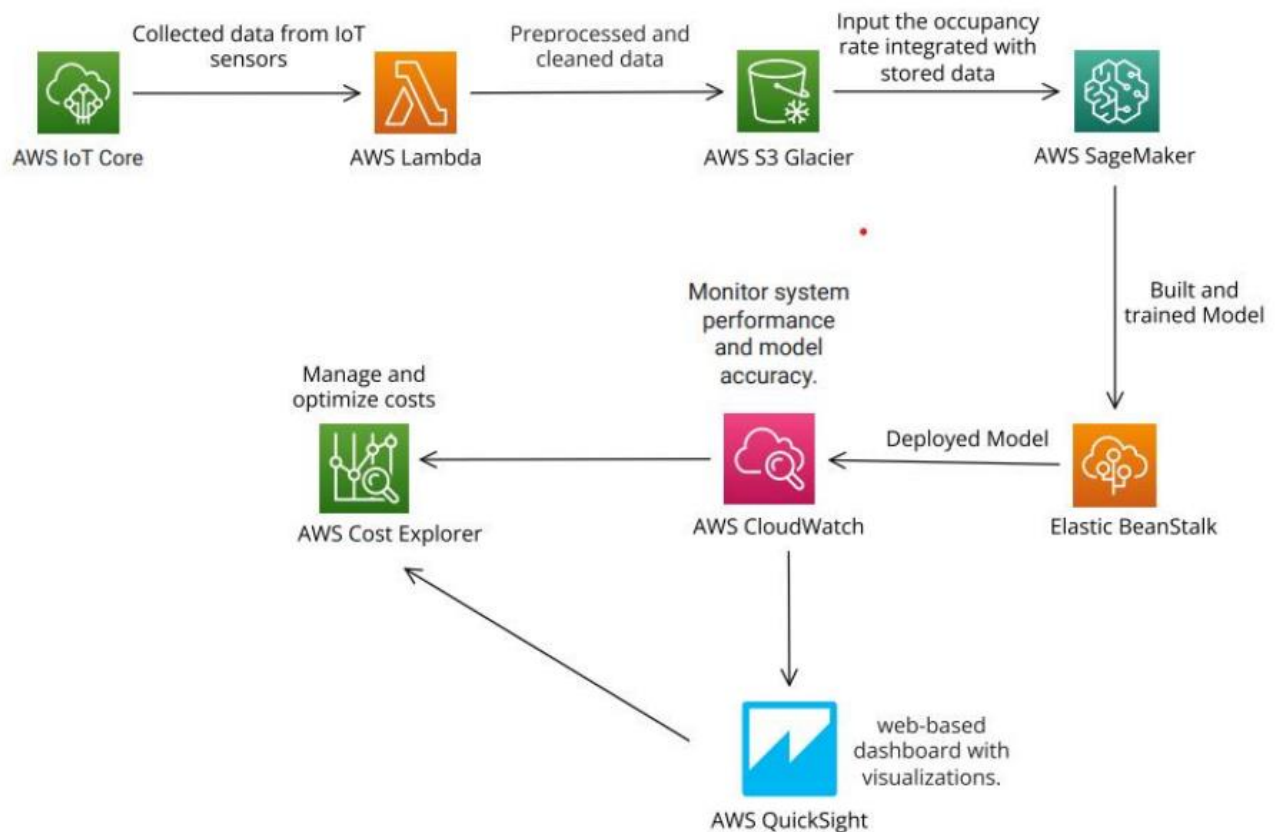 Collected data from IoT
sensors
Preprocessed and
cleaned data
Input the occupancy
rate integrated with
stored data
AWS IoT Core
AWS Lambda
AWS S3 Glacier
AWS SageMaker
Built and
trained Model
Monitor system
performance
and model
accuracy.
Manage and
optimize costs
Deployed Model
AWS Cost Explorer
AWS CloudWatch
Elastic BeanStalk
web-based
dashboard with
visualizations.
AWS QuickSight